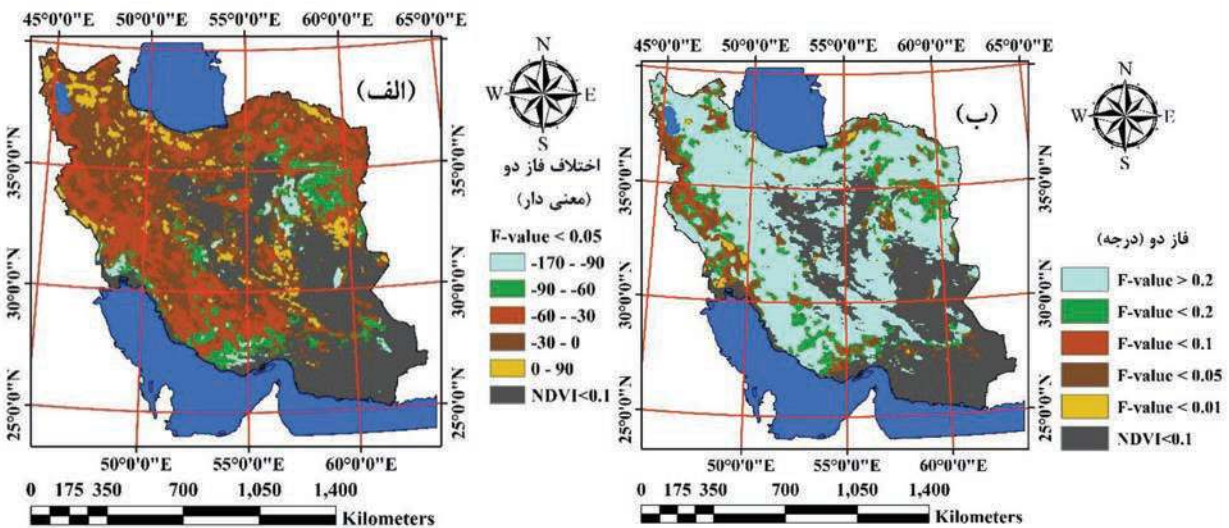 45°0'0"E 50°0'0"E 55°0'0"E 60°0'0"E 65°0'0"E
(الف)
35°0'0"N
30°0'0"N
25°0'0"N
35°0'0"N
30°0'0"N
25°0'0"N
50°0'0"E 55°0'0"E 60°0'0"E
0 175 350 700 1,050 1,400
Kilometers
N
W E
S
اختلاف فاز دو
(معنی دار)
F-value < 0.05
-170 - -90
-90 - -60
-60 - -30
-30 - 0
0 - 90
NDVI<0.1
45°0'0"E 50°0'0"E 55°0'0"E 60°0'0"E 65°0'0"E
(ب)
35°0'0"N
30°0'0"N
25°0'0"N
35°0'0"N
30°0'0"N
25°0'0"N
50°0'0"E 55°0'0"E 60°0'0"E
0 175 350 700 1,050 1,400
Kilometers
N
W E
S
فاز دو (درجه)
F-value > 0.2
F-value < 0.2
F-value < 0.1
F-value < 0.05
F-value < 0.01
NDVI<0.1